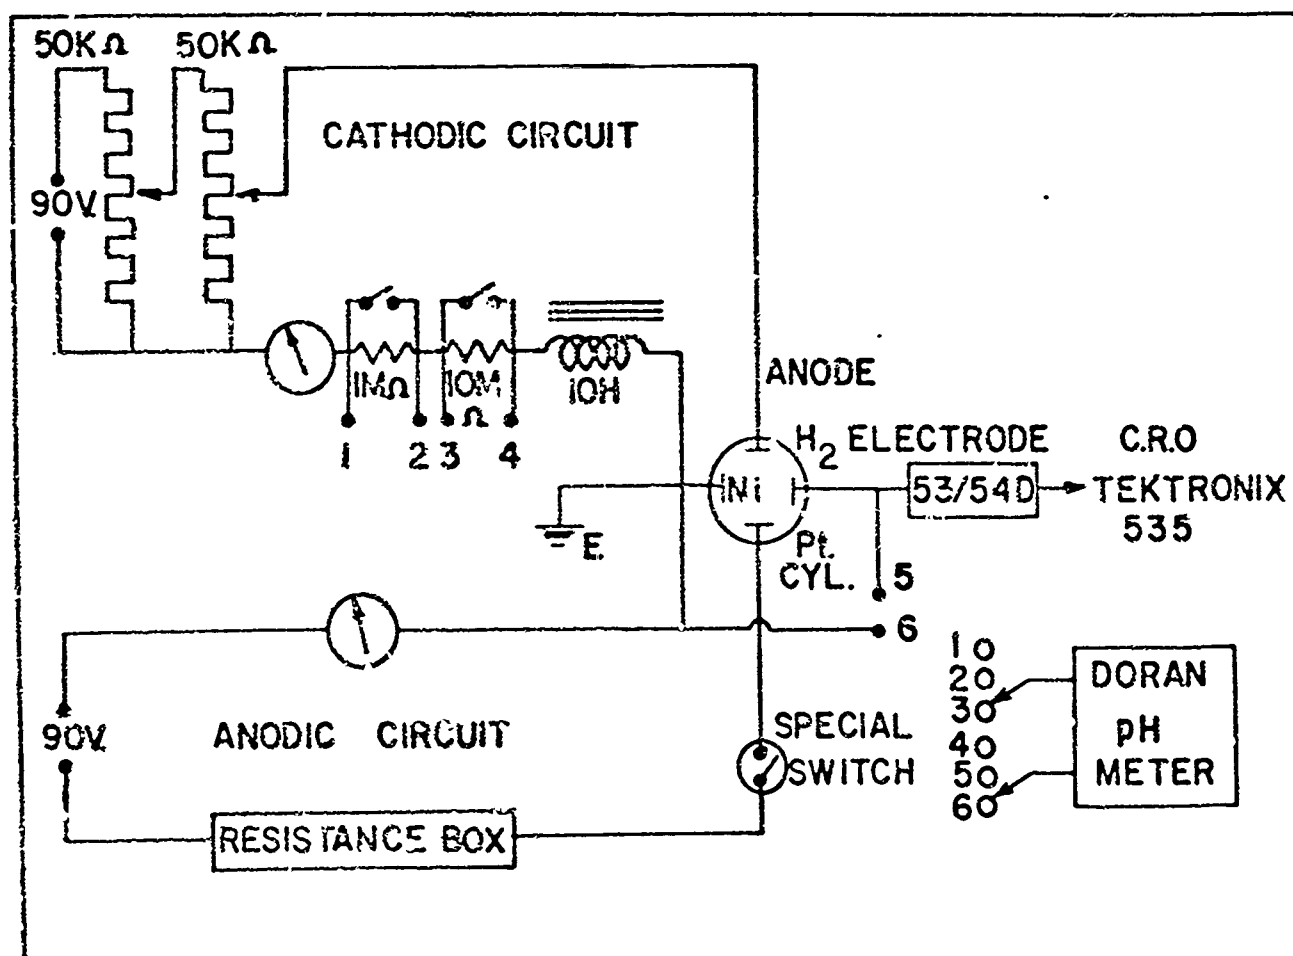 50KΩ 50KΩ
CATHODIC CIRCUIT
90V.
1MΩ 10M
Ω
10H
1 2 3 4
ANODE
H2 ELECTRODE C.R.O
Ni 53/54D TEKTRONIX
535
E.
Pt.
CYL. 5
6
90V. ANODIC CIRCUIT
SPECIAL
SWITCH
RESISTANCE BOX
1
2 DORAN
3
4 pH
5 METER
6